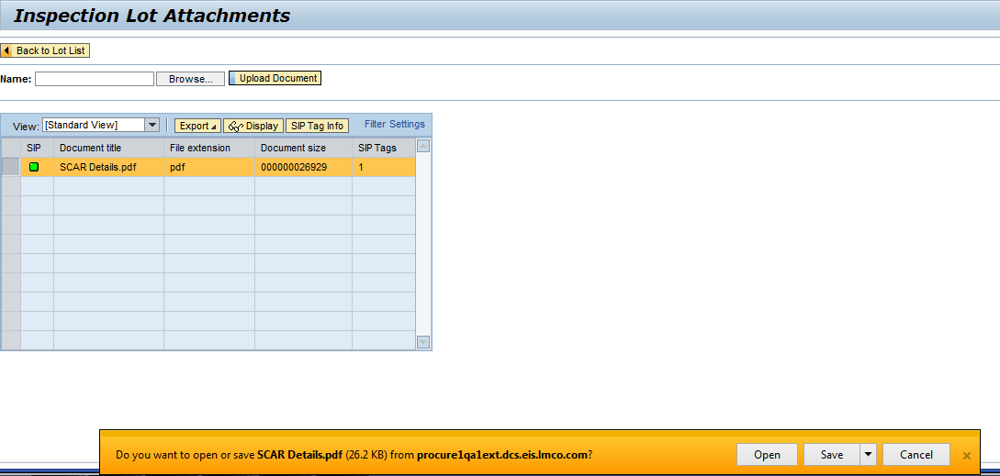 Inspection Lot Attachments
Back to Lot List
Name: Browse... Upload Document
View: [Standard View] Export Display SIP Tag Info Filter Settings
SIP Document title File extension Document size SIP Tags
SCAR Details.pdf pdf 000000026929 1
Do you want to open or save SCAR Details.pdf (26.2 KB) from procure1qa1ext.dcs.eis.lmco.com? Open Save Cancel ×